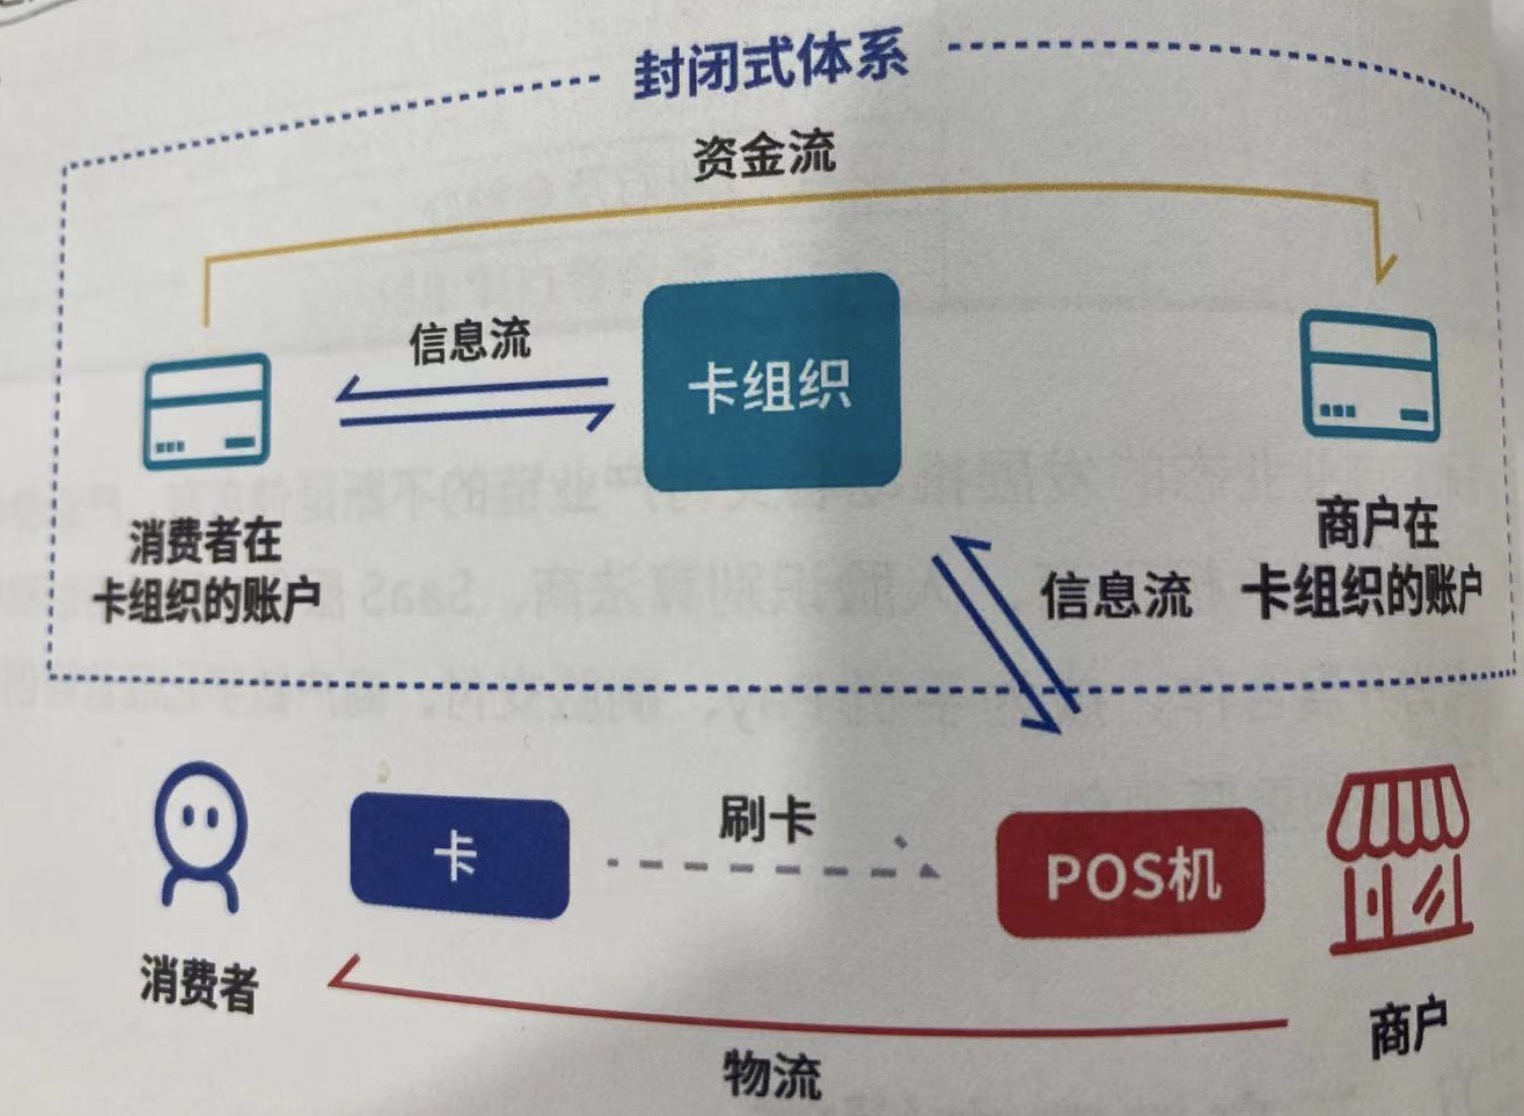 封闭式体系
资金流
信息流
卡组织
消费者在
卡组织的账户
商户在
卡组织的账户
信息流
卡
刷卡
POS机
消费者
商户
物流